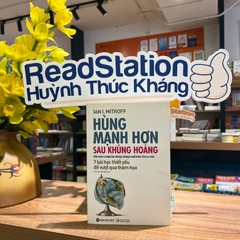 ReadStation
Huỳnh Thúc Kháng
IAN I. MITROFF
HÙNG
MẠNH HƠN
SAU KHỦNG HOẢNG
7 bài học thiết yếu
để vượt qua thảm họa